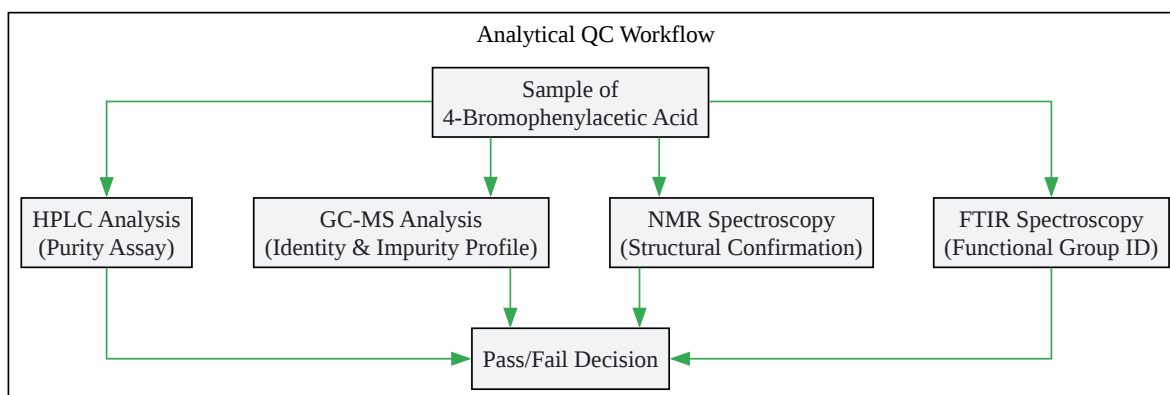 Analytical QC Workflow
Sample of
4-Bromophenylacetic Acid
HPLC Analysis
(Purity Assay)
GC-MS Analysis
(Identity & Impurity Profile)
NMR Spectroscopy
(Structural Confirmation)
FTIR Spectroscopy
(Functional Group ID)
Pass/Fail Decision